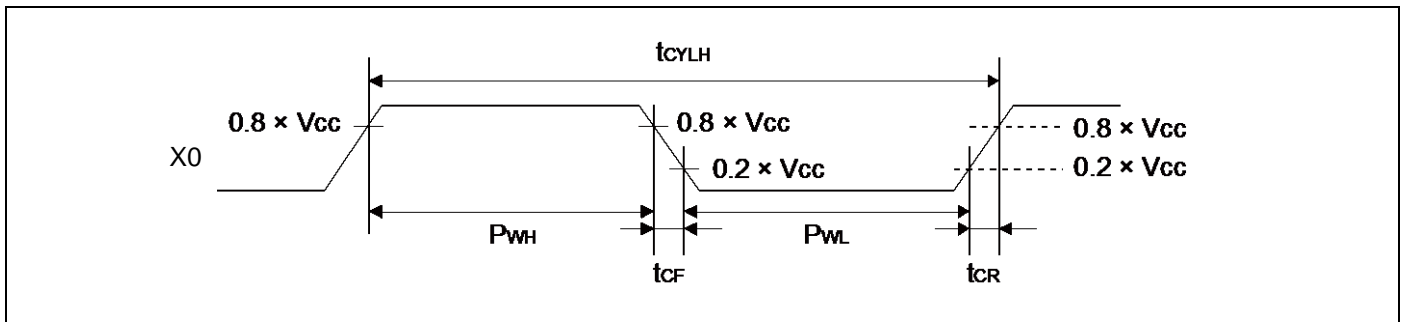 tCYLH
0.8 × VCC
0.8 × VCC
0.8 × VCC
X0
0.2 × VCC
0.2 × VCC
PWH
PWL
tCF
tCR